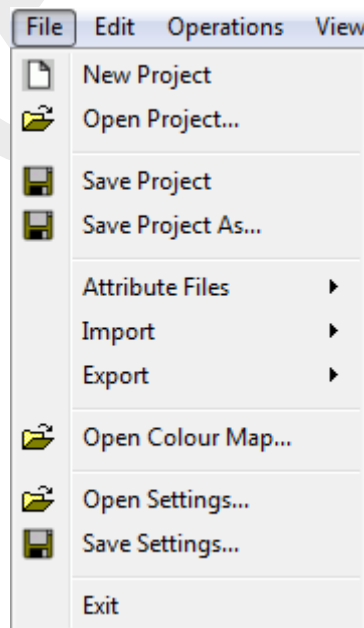 File Edit Operations View
New Project
Open Project...
Save Project
Save Project As...
Attribute Files
Import
Export
Open Colour Map...
Open Settings...
Save Settings...
Exit